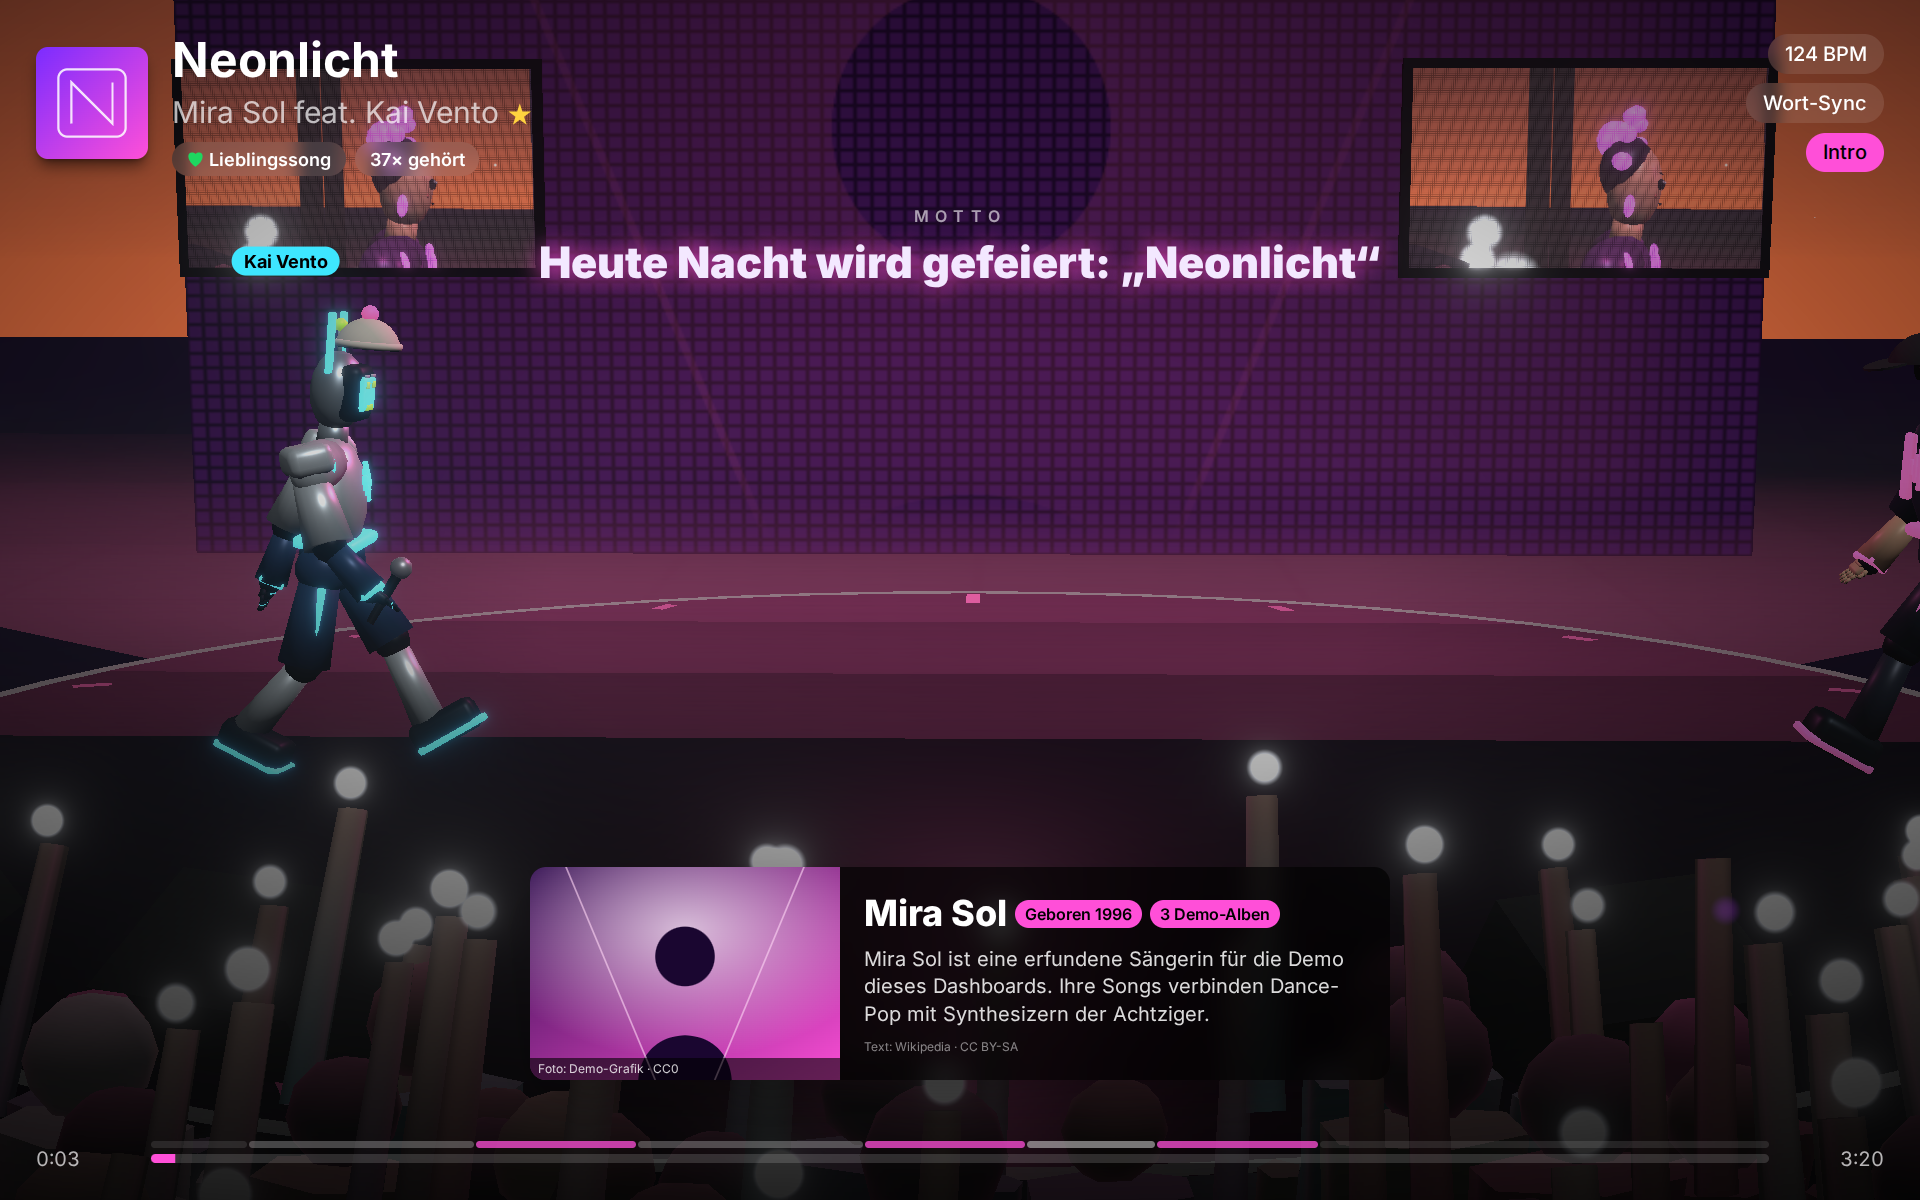 N
Neonlicht
Mira Sol feat. Kai Vento ⭐
Lieblingssong
37× gehört
124 BPM
Wort-Sync
Intro
MOTTO
Heute Nacht wird gefeiert: „Neonlicht“
Kai Vento
Mira Sol
Geboren 1996
3 Demo-Alben
Mira Sol ist eine erfundene Sängerin für die Demo
dieses Dashboards. Ihre Songs verbinden Dance-
Pop mit Synthesizern der Achtziger.
Text: Wikipedia · CC BY-SA
Foto: Demo-Grafik · CC0
0:03
3:20